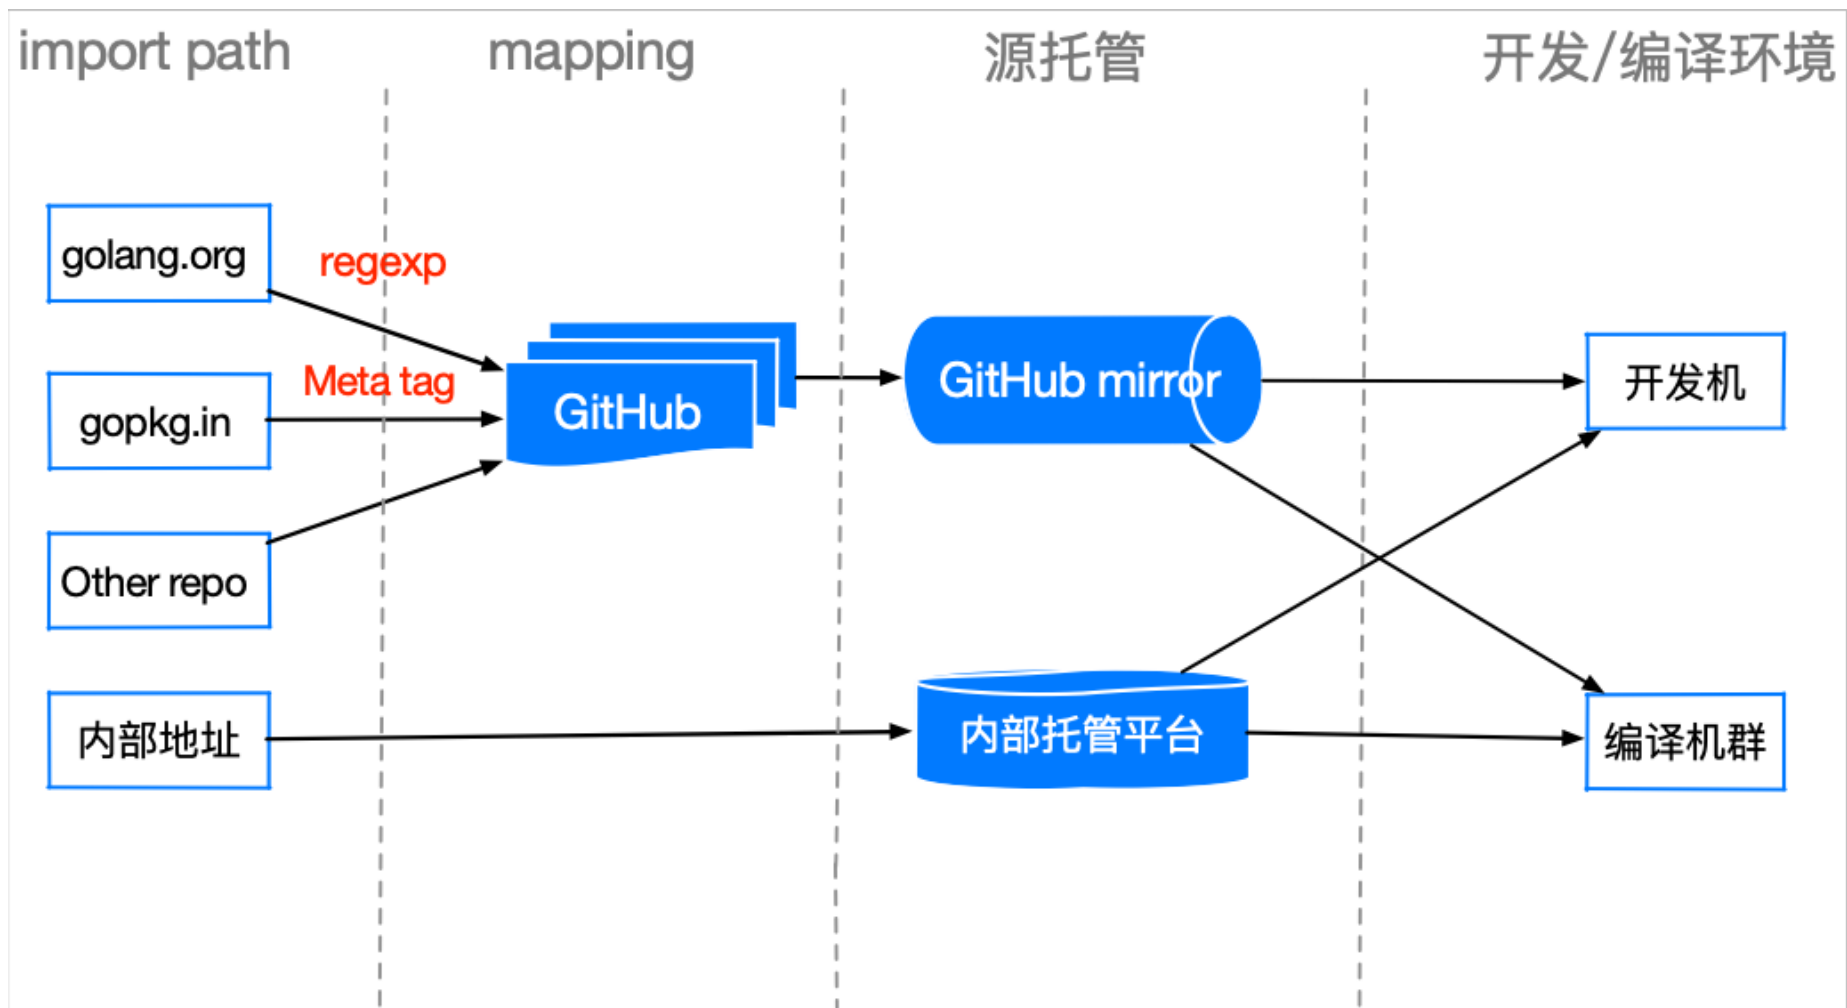 import path
mapping
源托管
开发/编译环境
golang.org
regexp
gopkg.in
Meta tag
GitHub
GitHub mirror
开发机
Other repo
内部地址
内部托管平台
编译机群